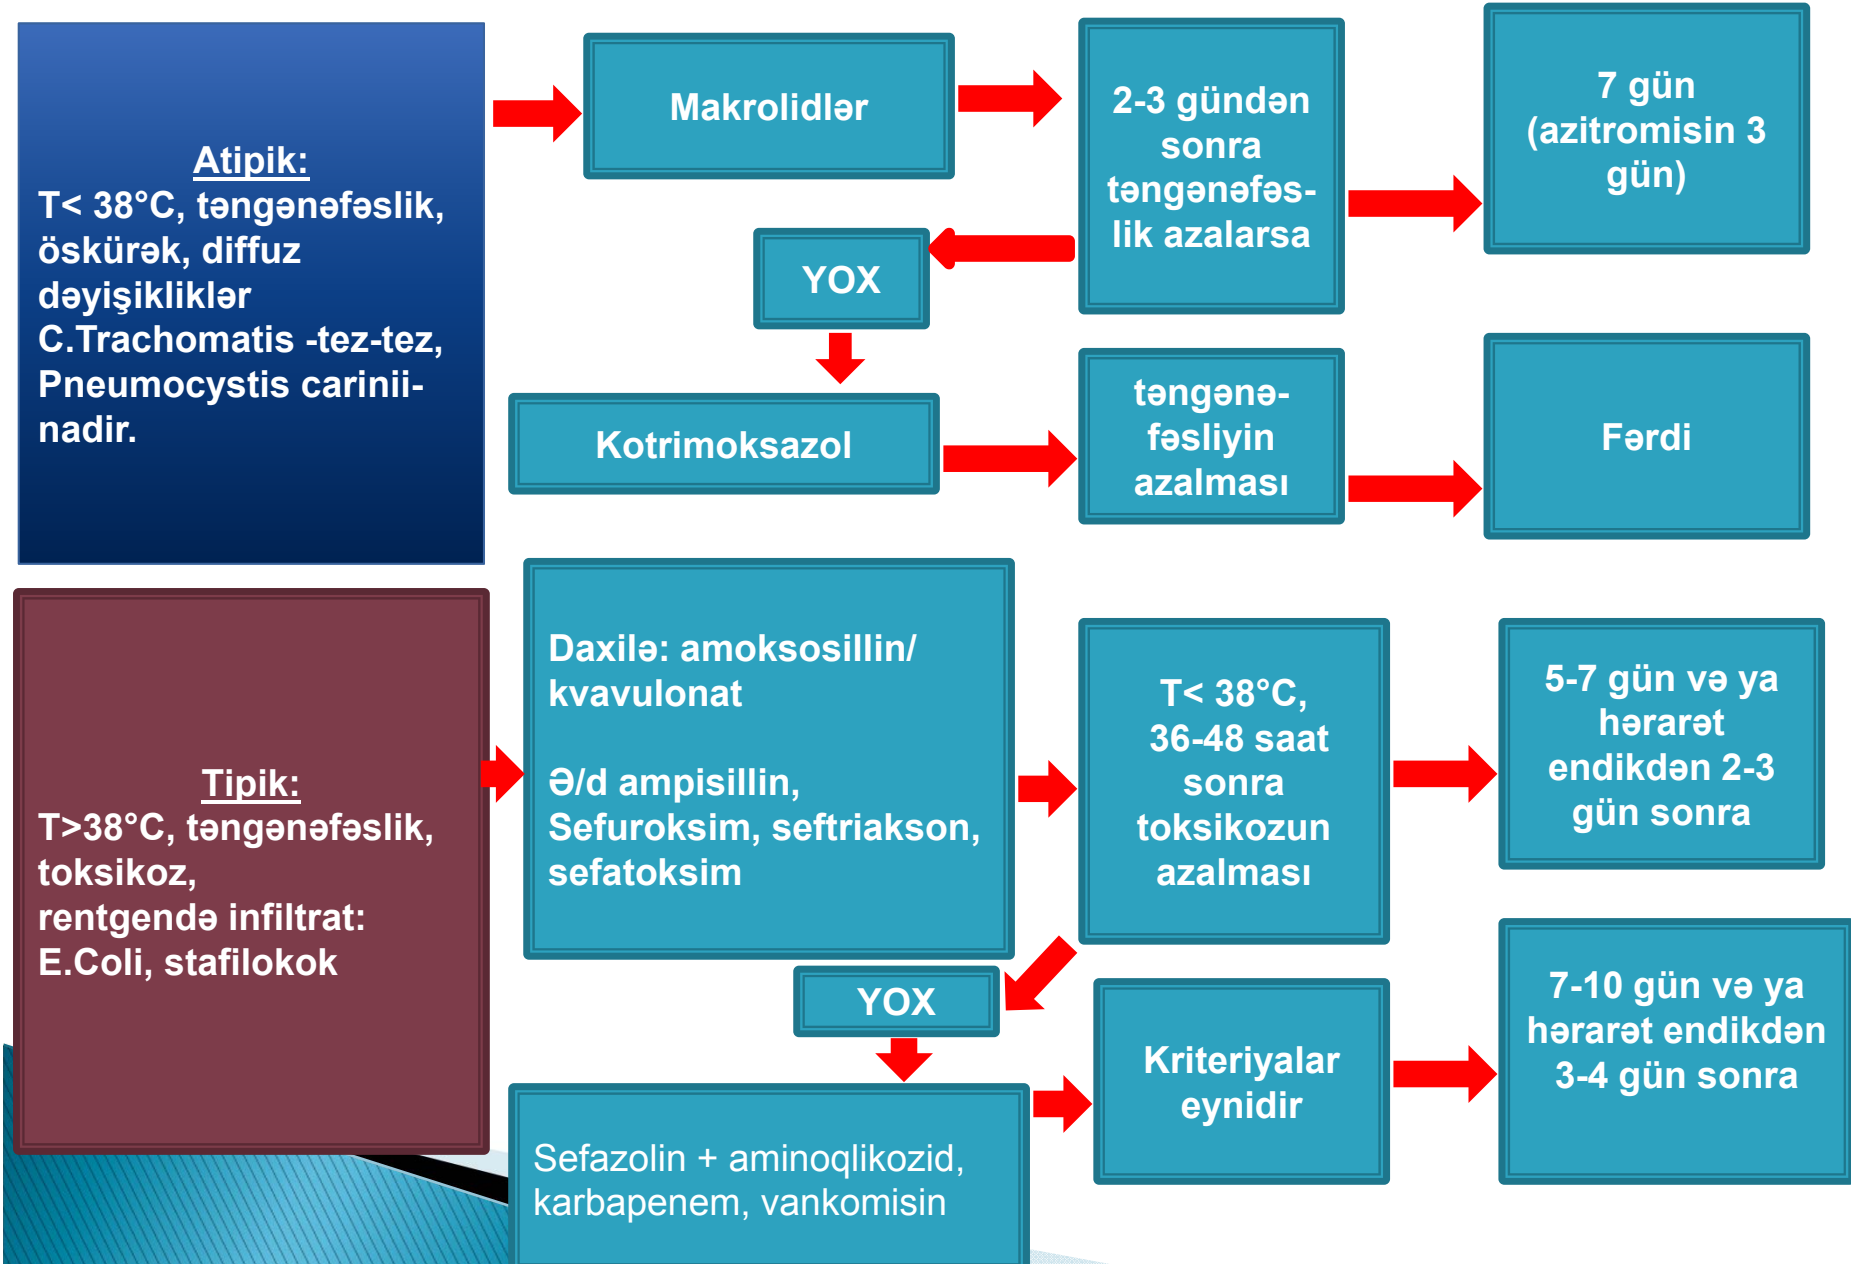 Atipik:
T< 38°C, təngənəfəslik,
öskürək, diffuz
dəyişikliklər
C.Trachomatis -tez-tez,
Pneumocystis carinii-
nadir.
Makrolidlər
2-3 gündən
sonra
təngənəfəs-
lik azalarsa
7 gün
(azitromisin 3
gün)
YOX
Kotrimoksazol
təngənə-
fəsliyin
azalması
Fərdi
Tipik:
T>38°C, təngənəfəslik,
toksikoz,
rentgendə infiltrat:
E.Coli, stafilokok
Daxilə: amoksosillin/
kvavulonat
Ə/d ampisillin,
Sefuroksim, seftriakson,
sefatoksim
T< 38°C,
36-48 saat
sonra
toksikozun
azalması
5-7 gün və ya
hərarət
endikdən 2-3
gün sonra
YOX
Sefazolin + aminoqlikozid,
karbapenem, vankomisin
Kriteriyalar
eynidir
7-10 gün və ya
hərarət endikdən
3-4 gün sonra